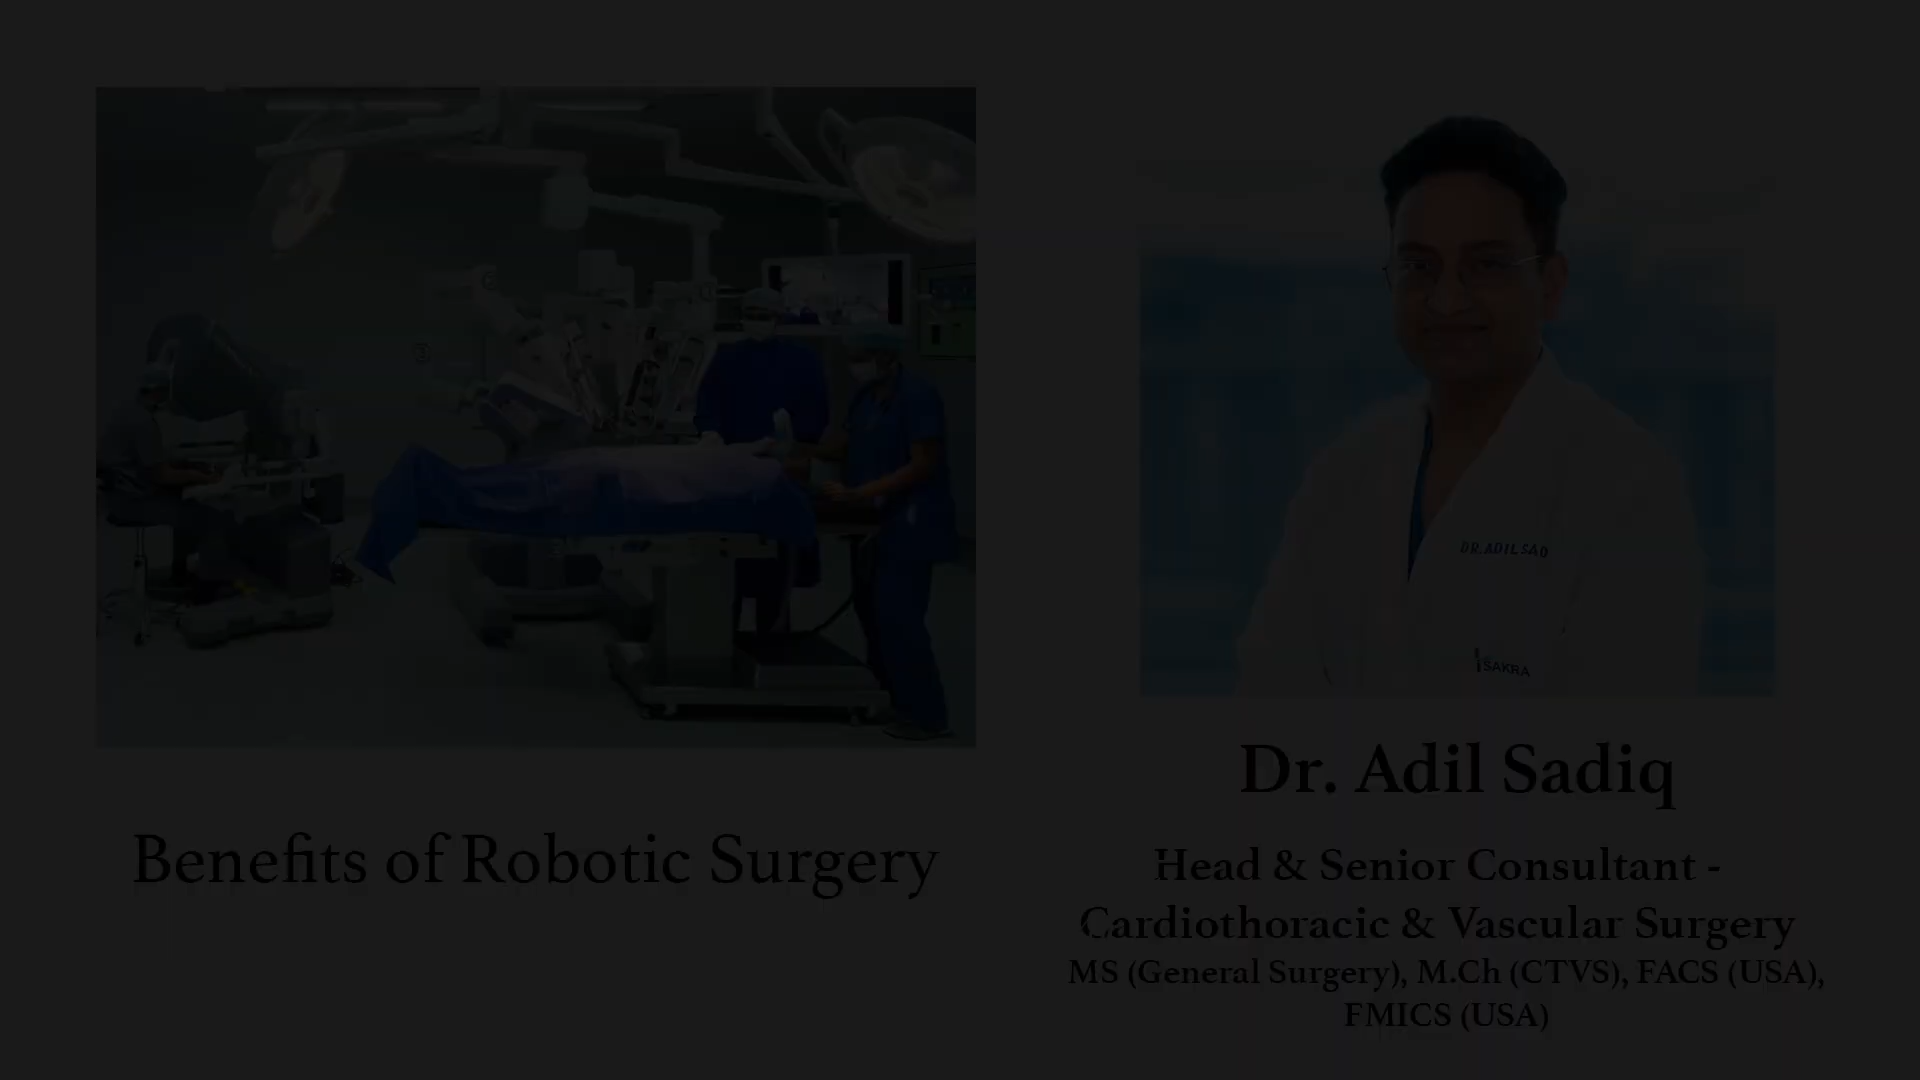 Benefits of Robotic Surgery
DR. ADIL SAD
SAKRA
Dr. Adil Sadiq
Head & Senior Consultant -
Cardiothoracic & Vascular Surgery
MS (General Surgery), M.Ch (CTVS), FACS (USA),
FMICS (USA)